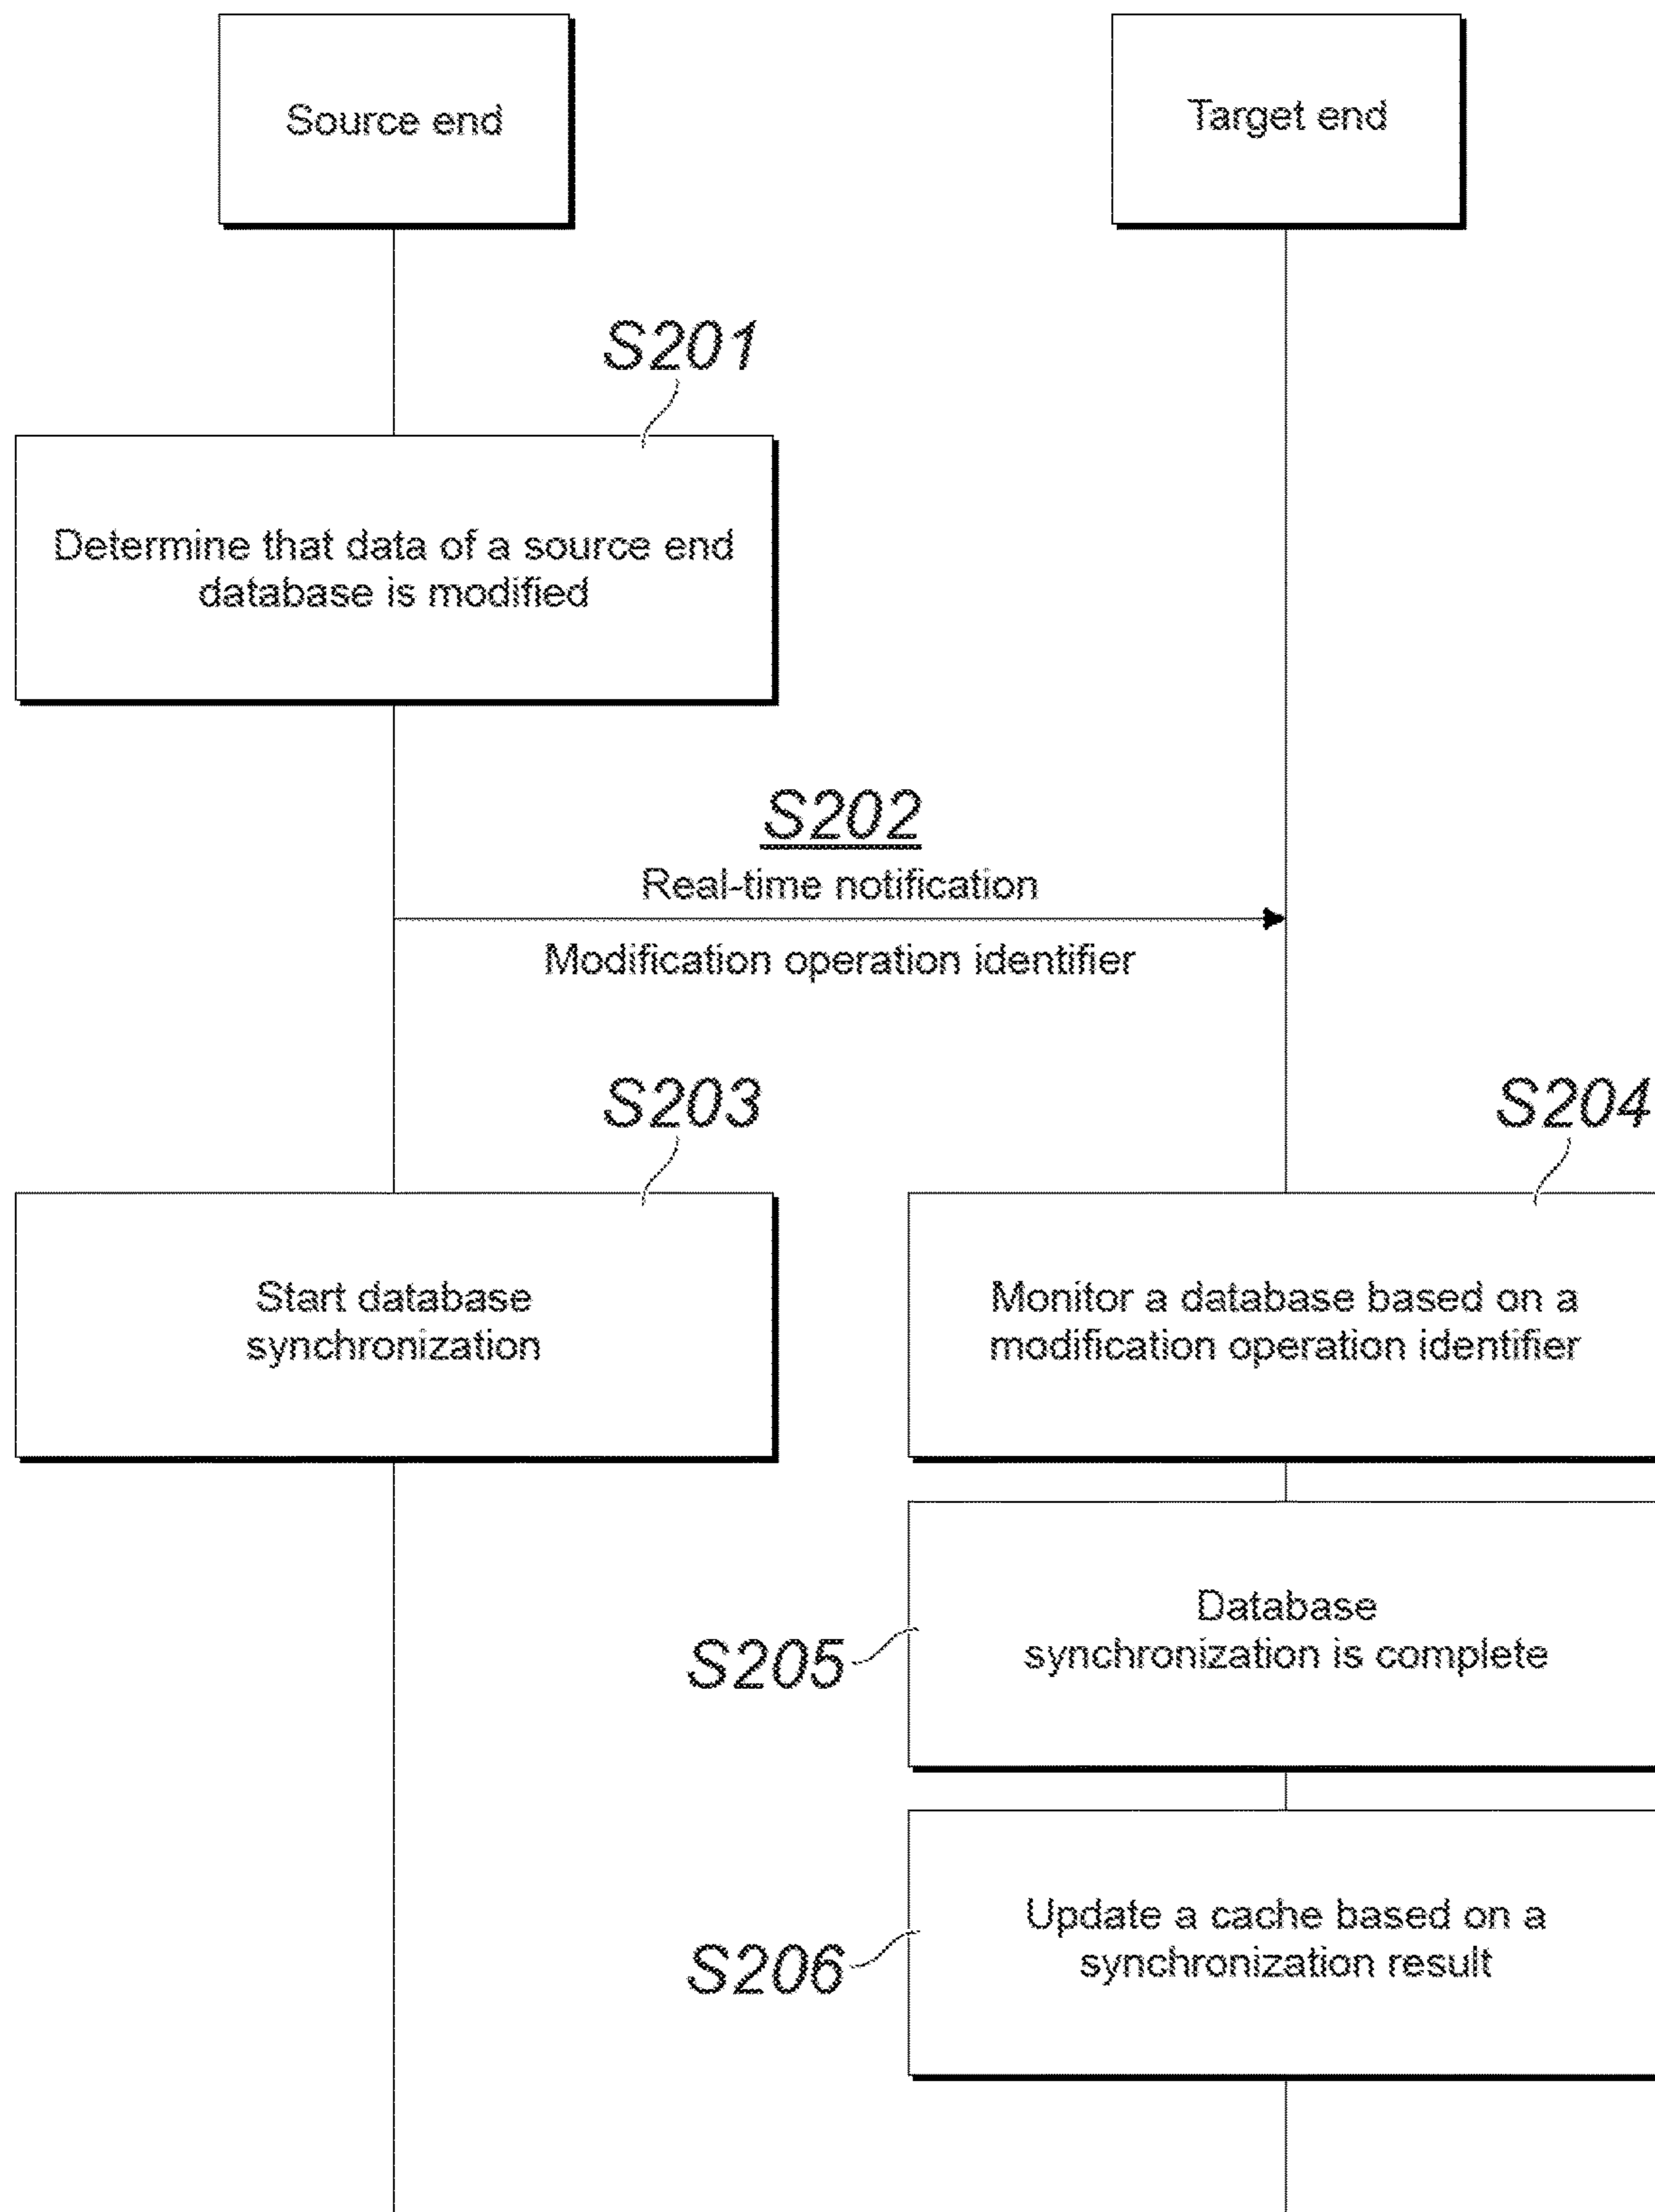 Source end
Target end
S201
Determine that data of a source end
database is modified
S202
Real-time notification
Modification operation identifier
S203
S204
Start database
synchronization
Monitor a database based on a
modification operation identifier
S205
Database
synchronization is complete
S206
Update a cache based on a
synchronization result